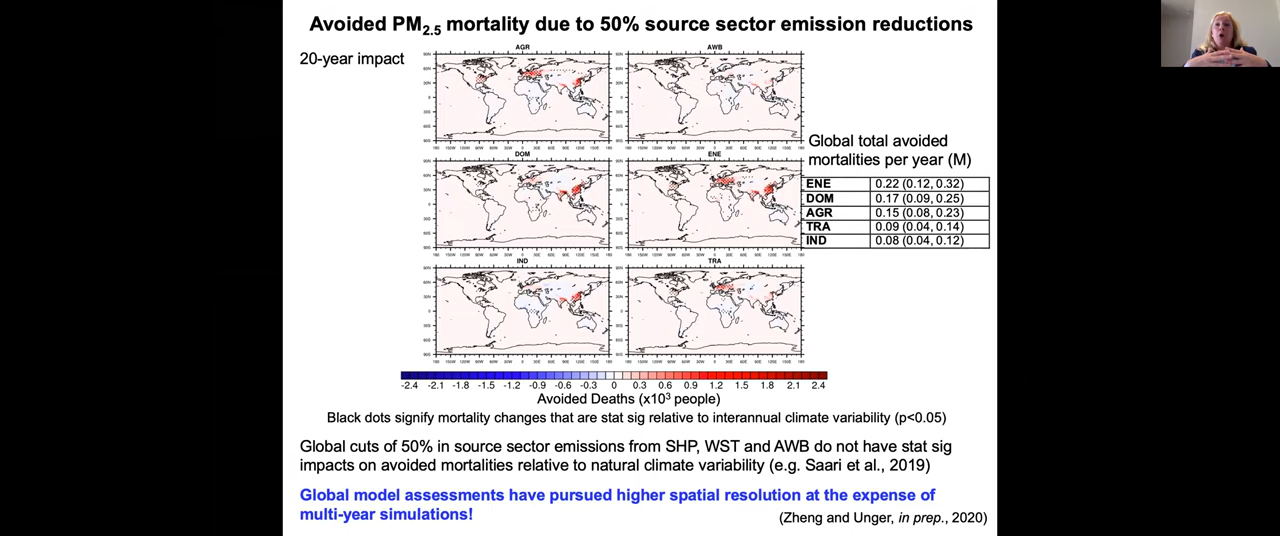 Avoided PM2.5 mortality due to 50% source sector emission reductions
20-year impact
AGR
AWB
DOM
ENE
IND
TRA
Global total avoided
mortalities per year (M)
ENE 0.22 (0.12, 0.32)
DOM 0.17 (0.09, 0.25)
AGR 0.15 (0.08, 0.23)
TRA 0.09 (0.04, 0.14)
IND 0.08 (0.04, 0.12)
-2.4 -2.1 -1.8 -1.5 -1.2 -0.9 -0.6 -0.3 0 0.3 0.6 0.9 1.2 1.5 1.8 2.1 2.4
Avoided Deaths (x10³ people)
Black dots signify mortality changes that are stat sig relative to interannual climate variability (p<0.05)
Global cuts of 50% in source sector emissions from SHP, WST and AWB do not have stat sig
impacts on avoided mortalities relative to natural climate variability (e.g. Saari et al., 2019)
Global model assessments have pursued higher spatial resolution at the expense of
multi-year simulations!
(Zheng and Unger, in prep., 2020)